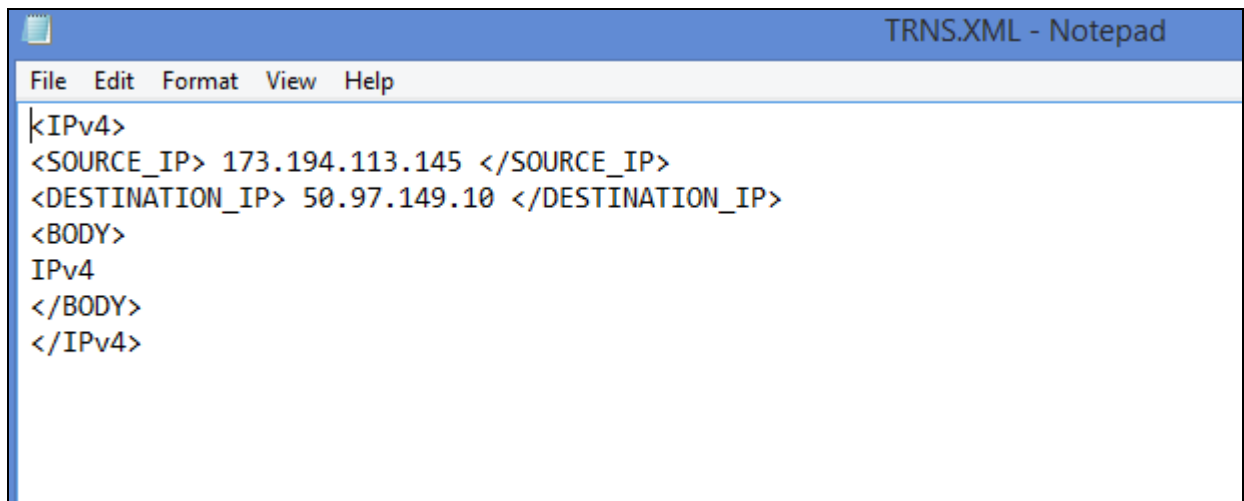 TRNS.XML - Notepad
File Edit Format View Help
<IPv4>
<SOURCE_IP> 173.194.113.145 </SOURCE_IP>
<DESTINATION_IP> 50.97.149.10 </DESTINATION_IP>
<BODY>
IPv4
</BODY>
</IPv4>